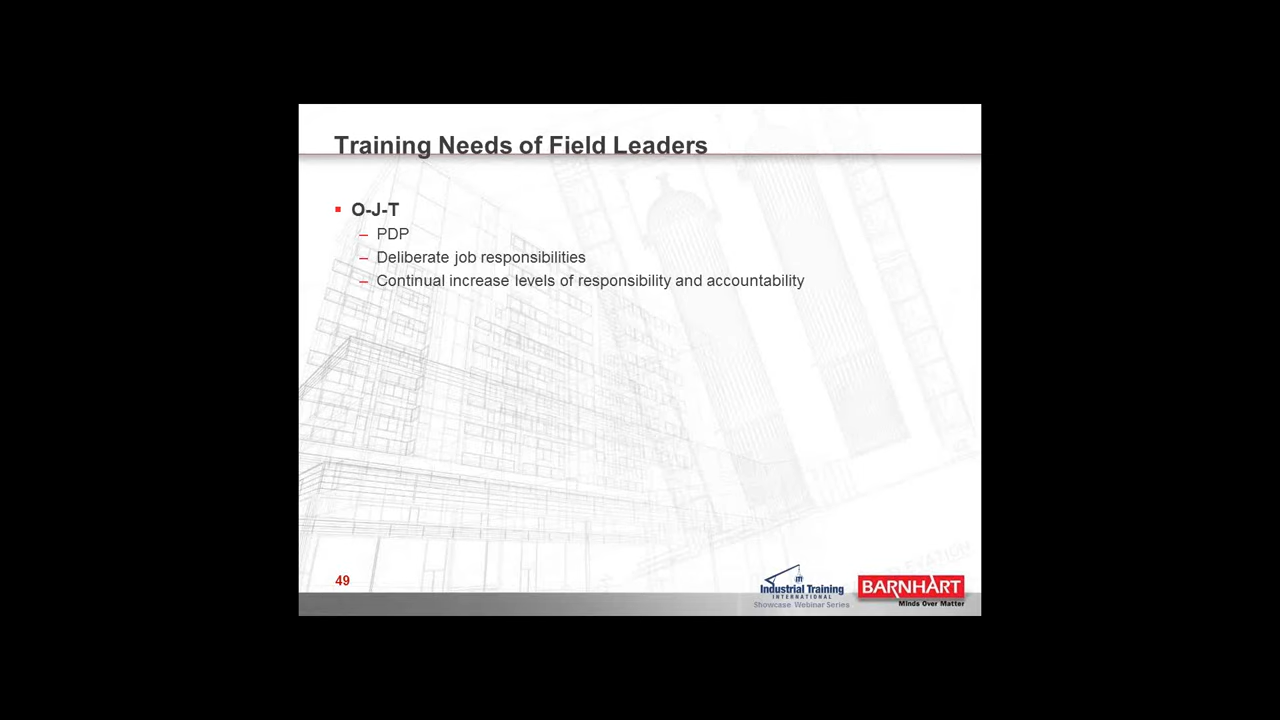 Training Needs of Field Leaders
▪ O-J-T
– PDP
– Deliberate job responsibilities
– Continual increase levels of responsibility and accountability
49
iti
Industrial Training
INTERNATIONAL
Showcase Webinar Series
BARNHART
Minds Over Matter